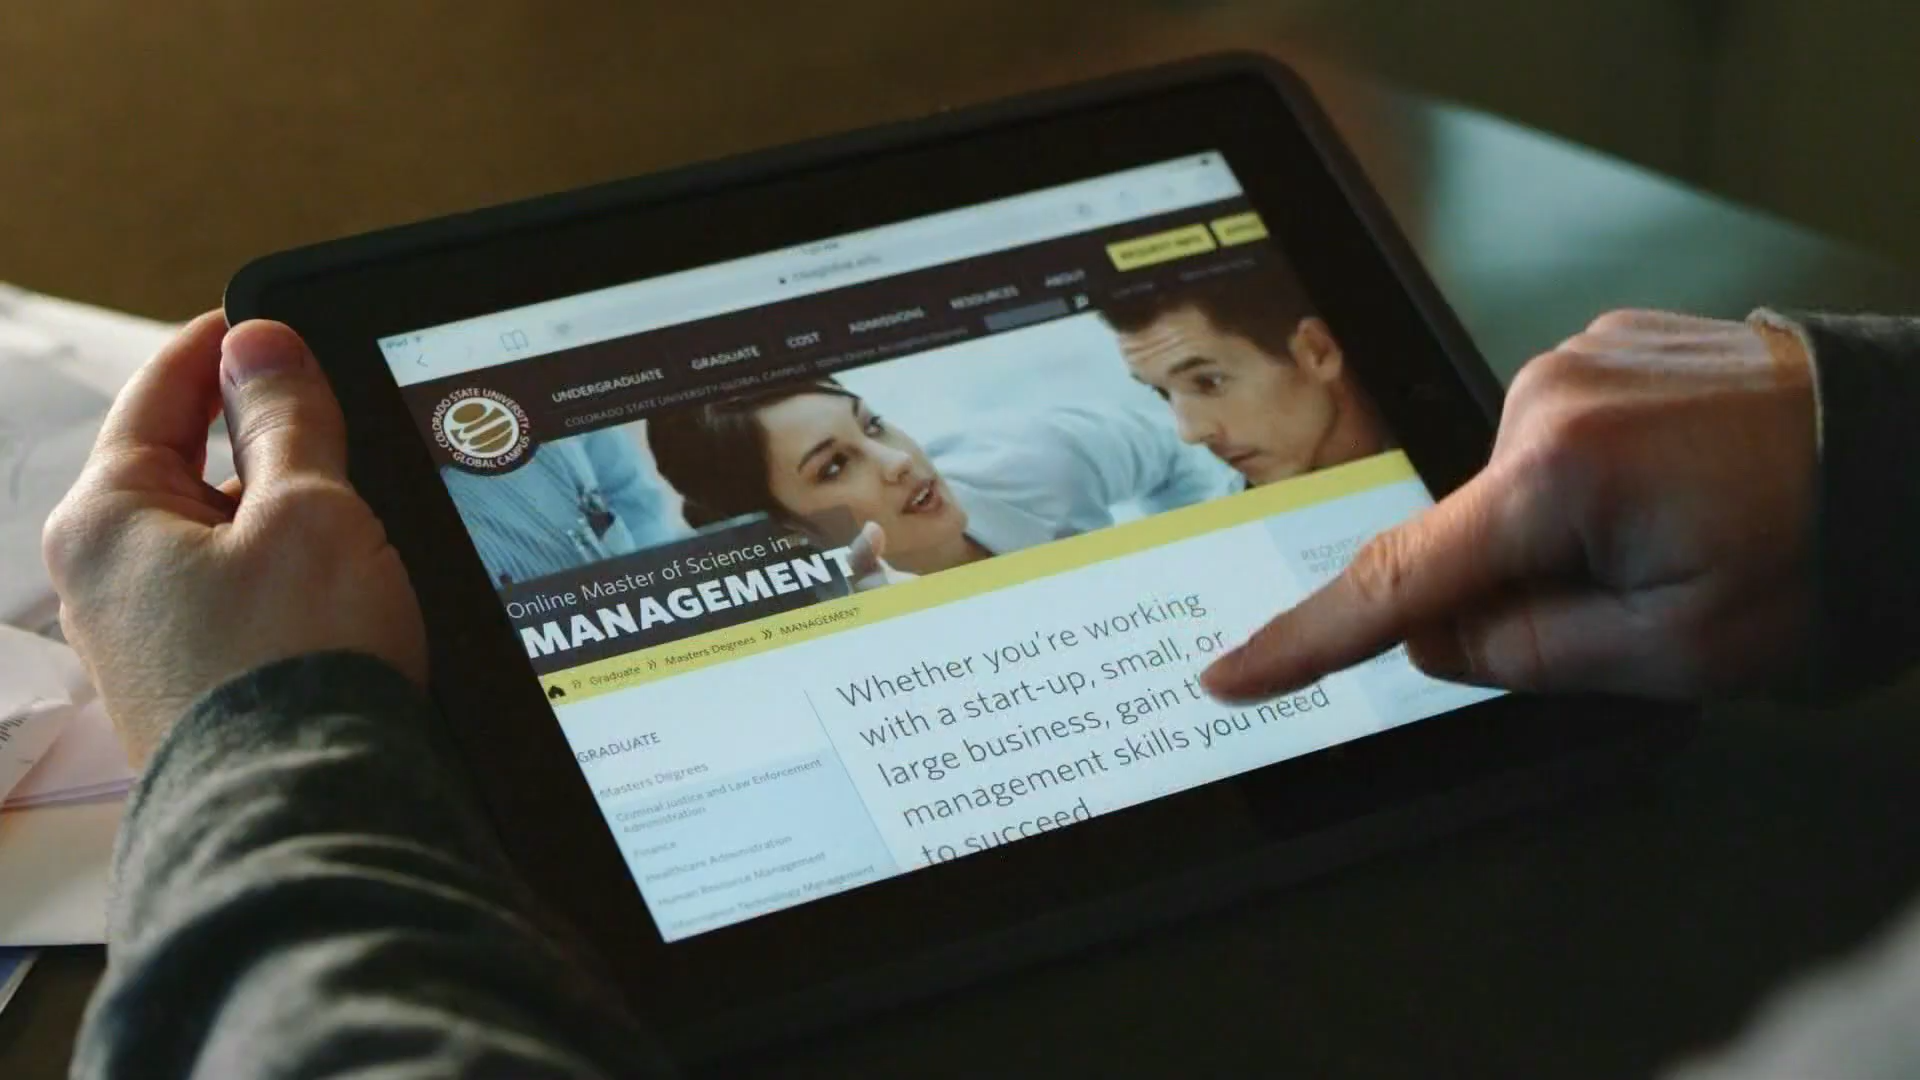 iPad
UNDERGRADUATE
GRADUATE
COST
ADMISSIONS
RESOURCES
ABOUT
REQUEST INFO
COLORADO STATE UNIVERSITY-GLOBAL CAMPUS
COLORADO STATE UNIVERSITY
GLOBAL CAMPUS
Online Master of Science in
MANAGEMENT
» Graduate » Masters Degrees » MANAGEMENT
Whether you're working
with a start-up, small, or
large business, gain t
management skills you need
to succeed
GRADUATE
Masters Degrees
Criminal Justice and Law Enforcement
Administration
Finance
Healthcare Administration
Human Resource Management
Information Technology Management